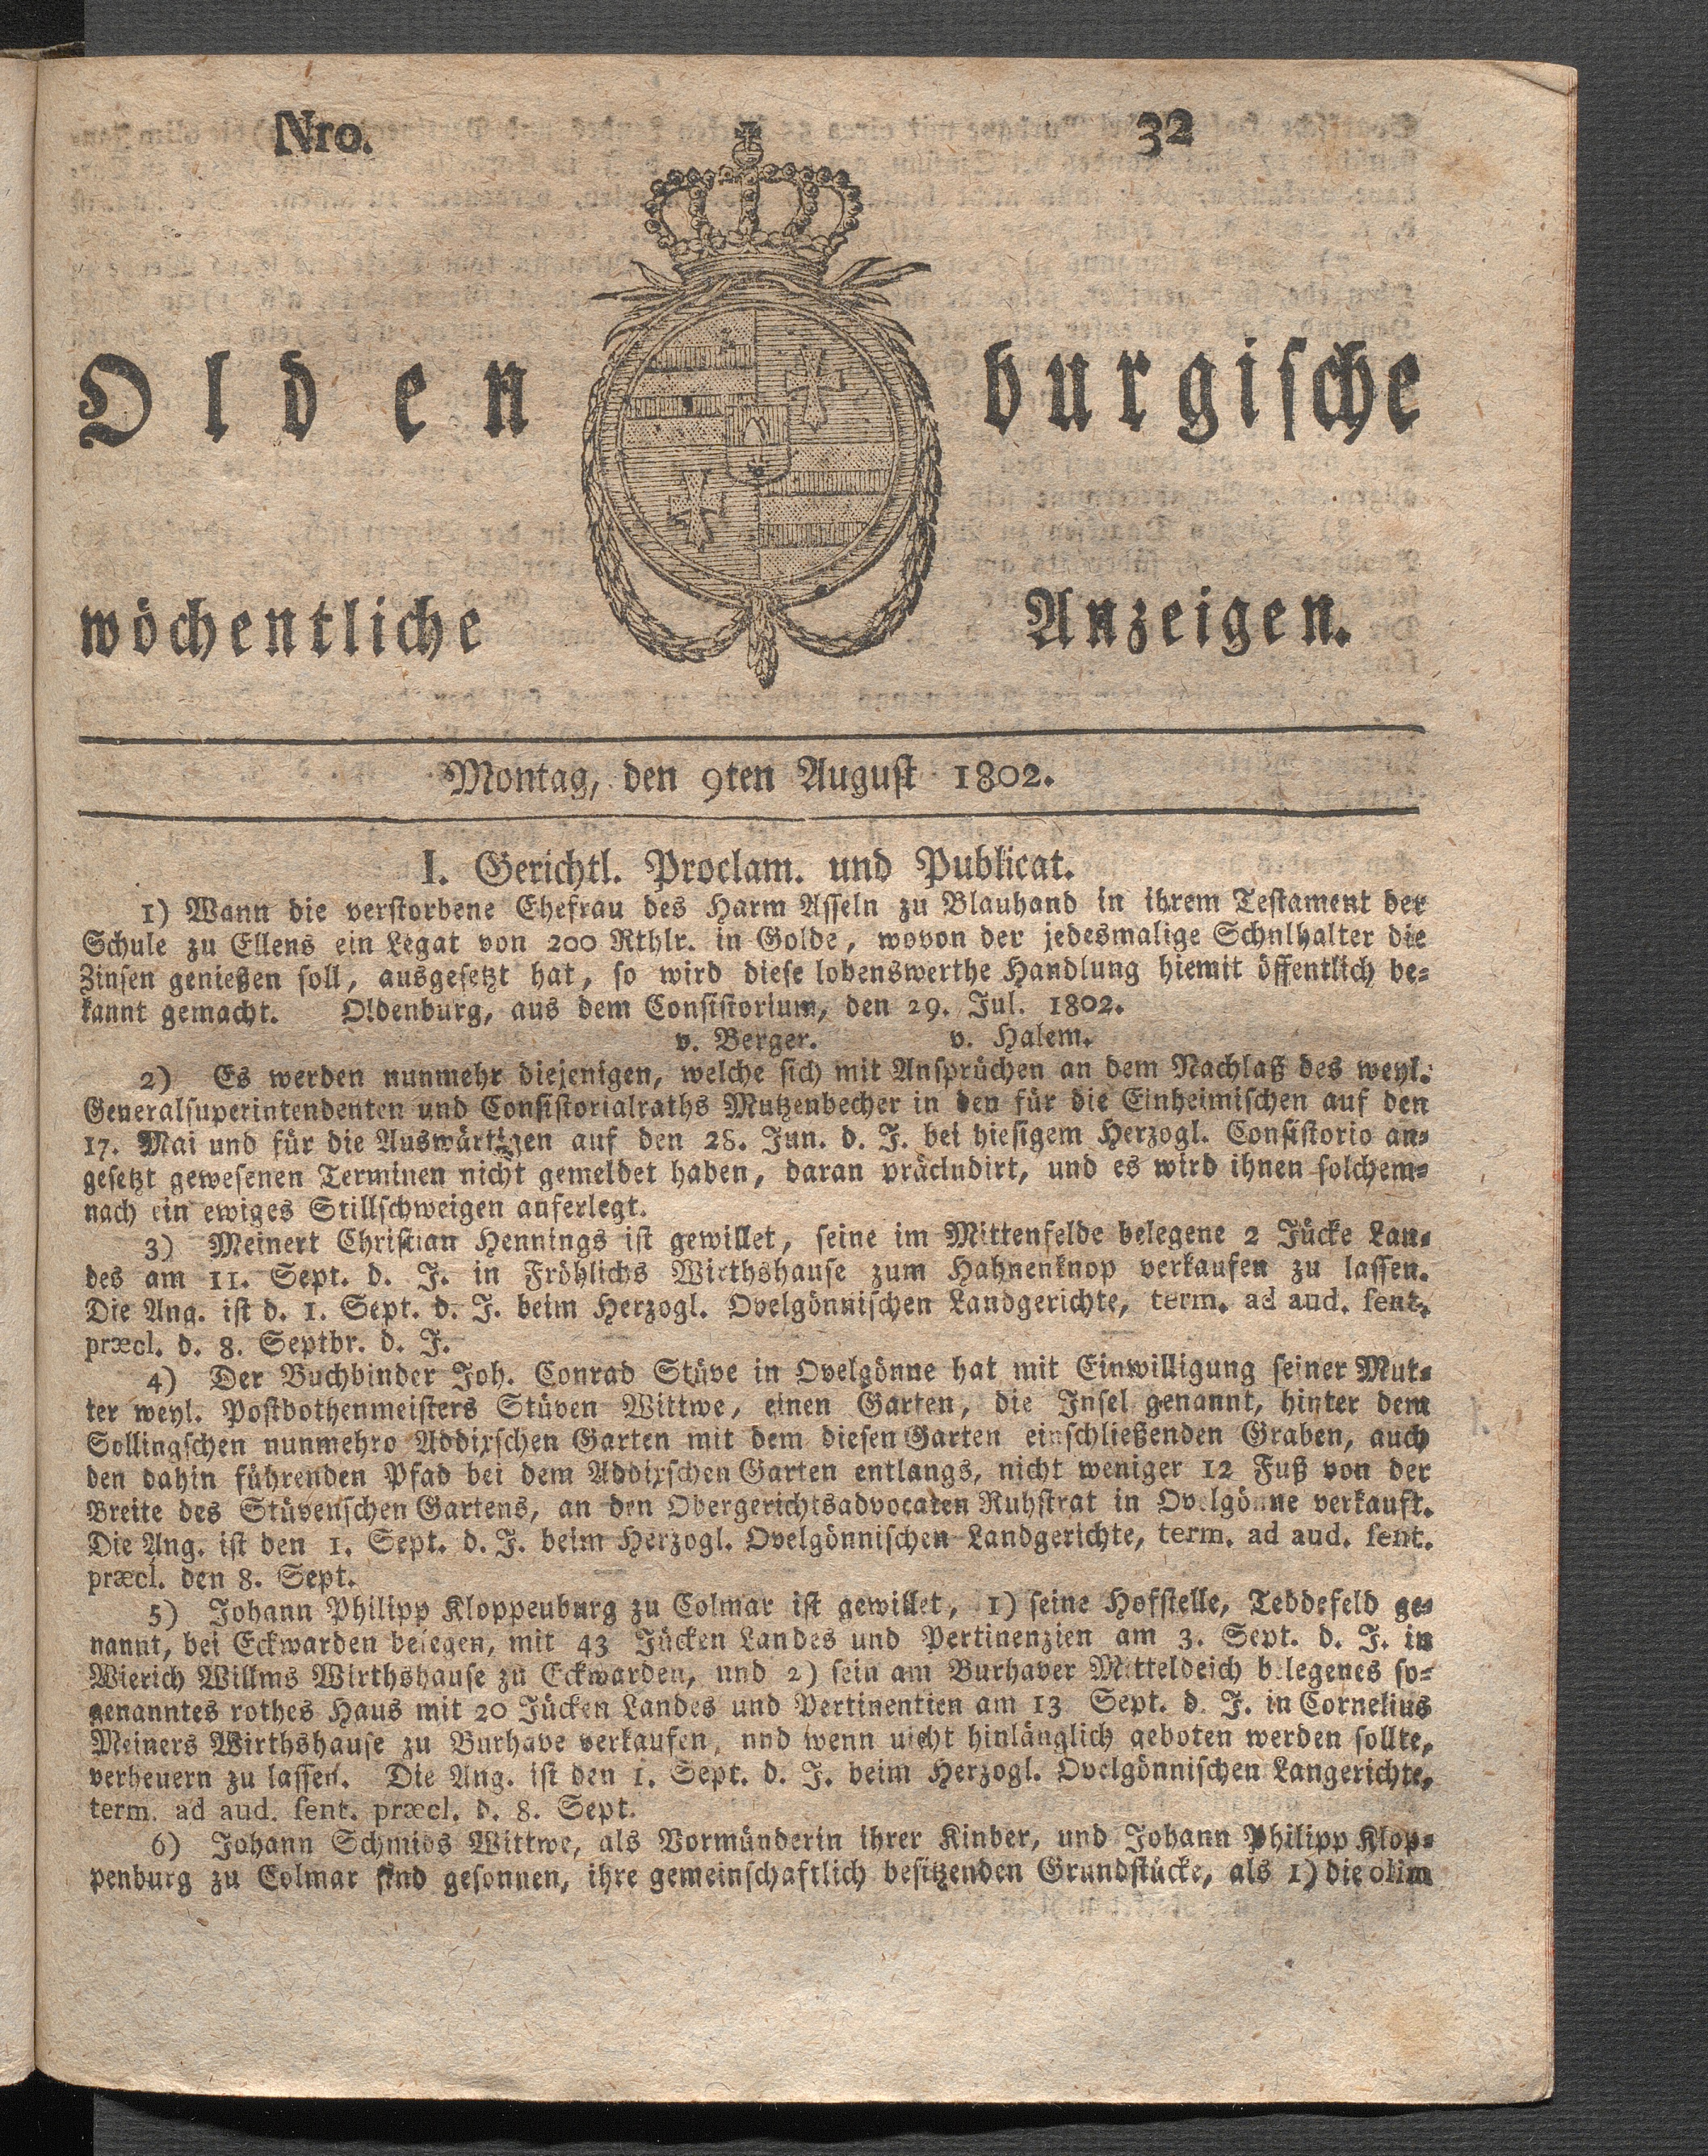 Nro. 32
Olden burgische
wöchentliche Anzeigen.
Montag, den 9ten August 1802.
I. Gerichtl. Proclam. und Publicat.
1) Wann die verstorbene Ehefrau des Harm Asseln zu Blauhand in ihrem Testament der
Schule zu Ellens ein Legat von 200 Rthlr. in Golde, wovon der jedesmalige Schnlhalter die
Zinsen genießen soll, ausgesetzt hat, so wird diese lobenswerthe Handlung hiemit öffentlich be-
kannt gemacht. Oldenburg, aus dem Consistorium, den 29. Jul. 1802.
v. Berger. v. Halem.
2) Es werden nunmehr diejenigen, welche sich mit Ansprüchen an dem Nachlaß des weyl.
Generalsuperintendenten und Consistorialraths Mutzenbecher in den für die Einheimischen auf den
17. Mai und für die Auswärtigen auf den 28. Jun. d. J. bei hiesigem Herzogl. Consistorio an-
gesetzt gewesenen Terminen nicht gemeldet haben, daran präcludirt, und es wird ihnen solchem-
nach ein ewiges Stillschweigen anferlegt.
3) Meinert Christian Hennings ist gewillet, seine im Mittenfelde belegene 2 Jücke Lan-
des am 11. Sept. d. J. in Fröhlichs Wirthshause zum Hahnenknop verkaufen zu lassen.
Die Ang. ist d. 1. Sept. d. J. beim Herzogl. Ovelgönnischen Landgerichte, term. ad aud. sent.
præcl. d. 8. Septbr. d. J.
4) Der Buchbinder Joh. Conrad Stüve in Ovelgönne hat mit Einwilligung seiner Mut-
ter weyl. Postbothenmeisters Stüven Wittwe, einen Garten, die Insel genannt, hinter dem
Sollingschen nunmehro Addixschen Garten mit dem diesen Garten einschließenden Graben, auch
den dahin führenden Pfad bei dem Addixschen Garten entlangs, nicht weniger 12 Fuß von der
Breite des Stüvenschen Gartens, an den Obergerichtsadvocaten Ruhstrat in Ovelgönne verkauft.
Die Ang. ist den 1. Sept. d. J. beim Herzogl. Ovelgönnischen Landgerichte, term. ad aud. sent.
præcl. den 8. Sept.
5) Johann Philipp Kloppenburg zu Colmar ist gewillet, 1) seine Hofstelle, Teddefeld ge-
nannt, bei Eckwarden belegen, mit 43 Jücken Landes und Pertinenzien am 3. Sept. d. J. in
Wierich Willms Wirthshause zu Eckwarden, und 2) sein am Burhaver Mitteldeich belegenes so-
genanntes rothes Haus mit 20 Jücken Landes und Pertinentien am 13 Sept. d. J. in Cornelius
Meiners Wirthshause zu Burhave verkaufen, nnd wenn uicht hinlänglich geboten werden sollte,
verheuern zu lassen. Die Ang. ist den 1. Sept. d. J. beim Herzogl. Ovelgönnischen Langerichte,
term. ad aud. sent. præcl. d. 8. Sept.
6) Johann Schmids Wittwe, als Vormünderin ihrer Kinber, und Johann Philipp Klop-
penburg zu Colmar sind gesonnen, ihre gemeinschaftlich besitzenden Grundstücke, als 1) die olim